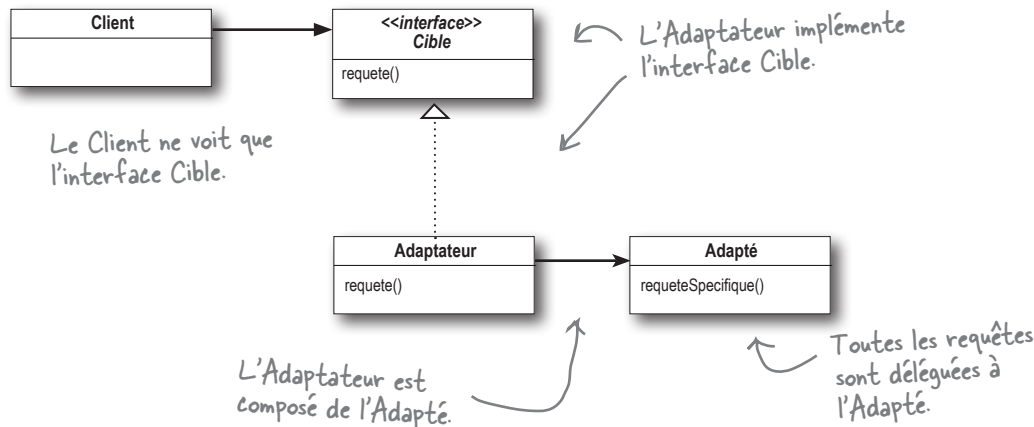 Client
<<interface>>
Cible
requete()
L'Adaptateur implémente
l'interface Cible.
Le Client ne voit que
l'interface Cible.
Adaptateur
requete()
Adapté
requeteSpecifique()
L'Adaptateur est
composé de l'Adapté.
Toutes les requêtes
sont déléguées à
l'Adapté.